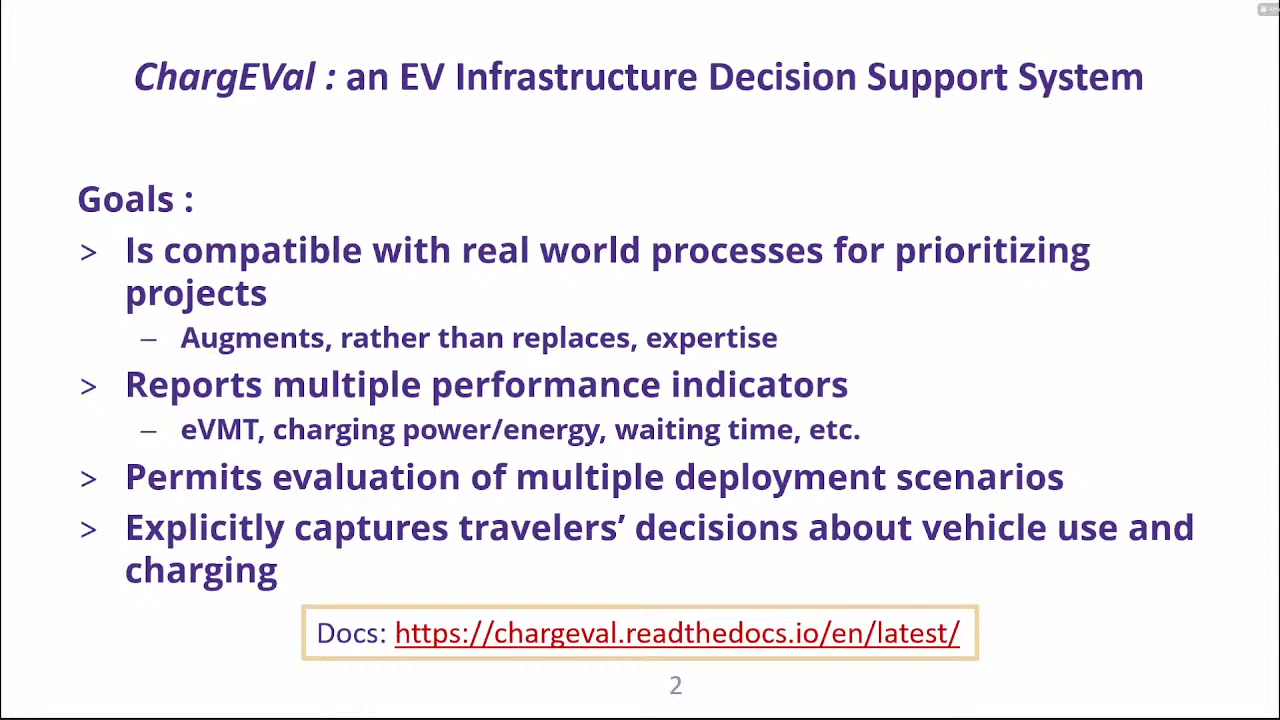 ChargEVal : an EV Infrastructure Decision Support System
Goals :
> Is compatible with real world processes for prioritizing
projects
– Augments, rather than replaces, expertise
> Reports multiple performance indicators
– eVMT, charging power/energy, waiting time, etc.
> Permits evaluation of multiple deployment scenarios
> Explicitly captures travelers’ decisions about vehicle use and
charging
Docs: https://chargeval.readthedocs.io/en/latest/
2